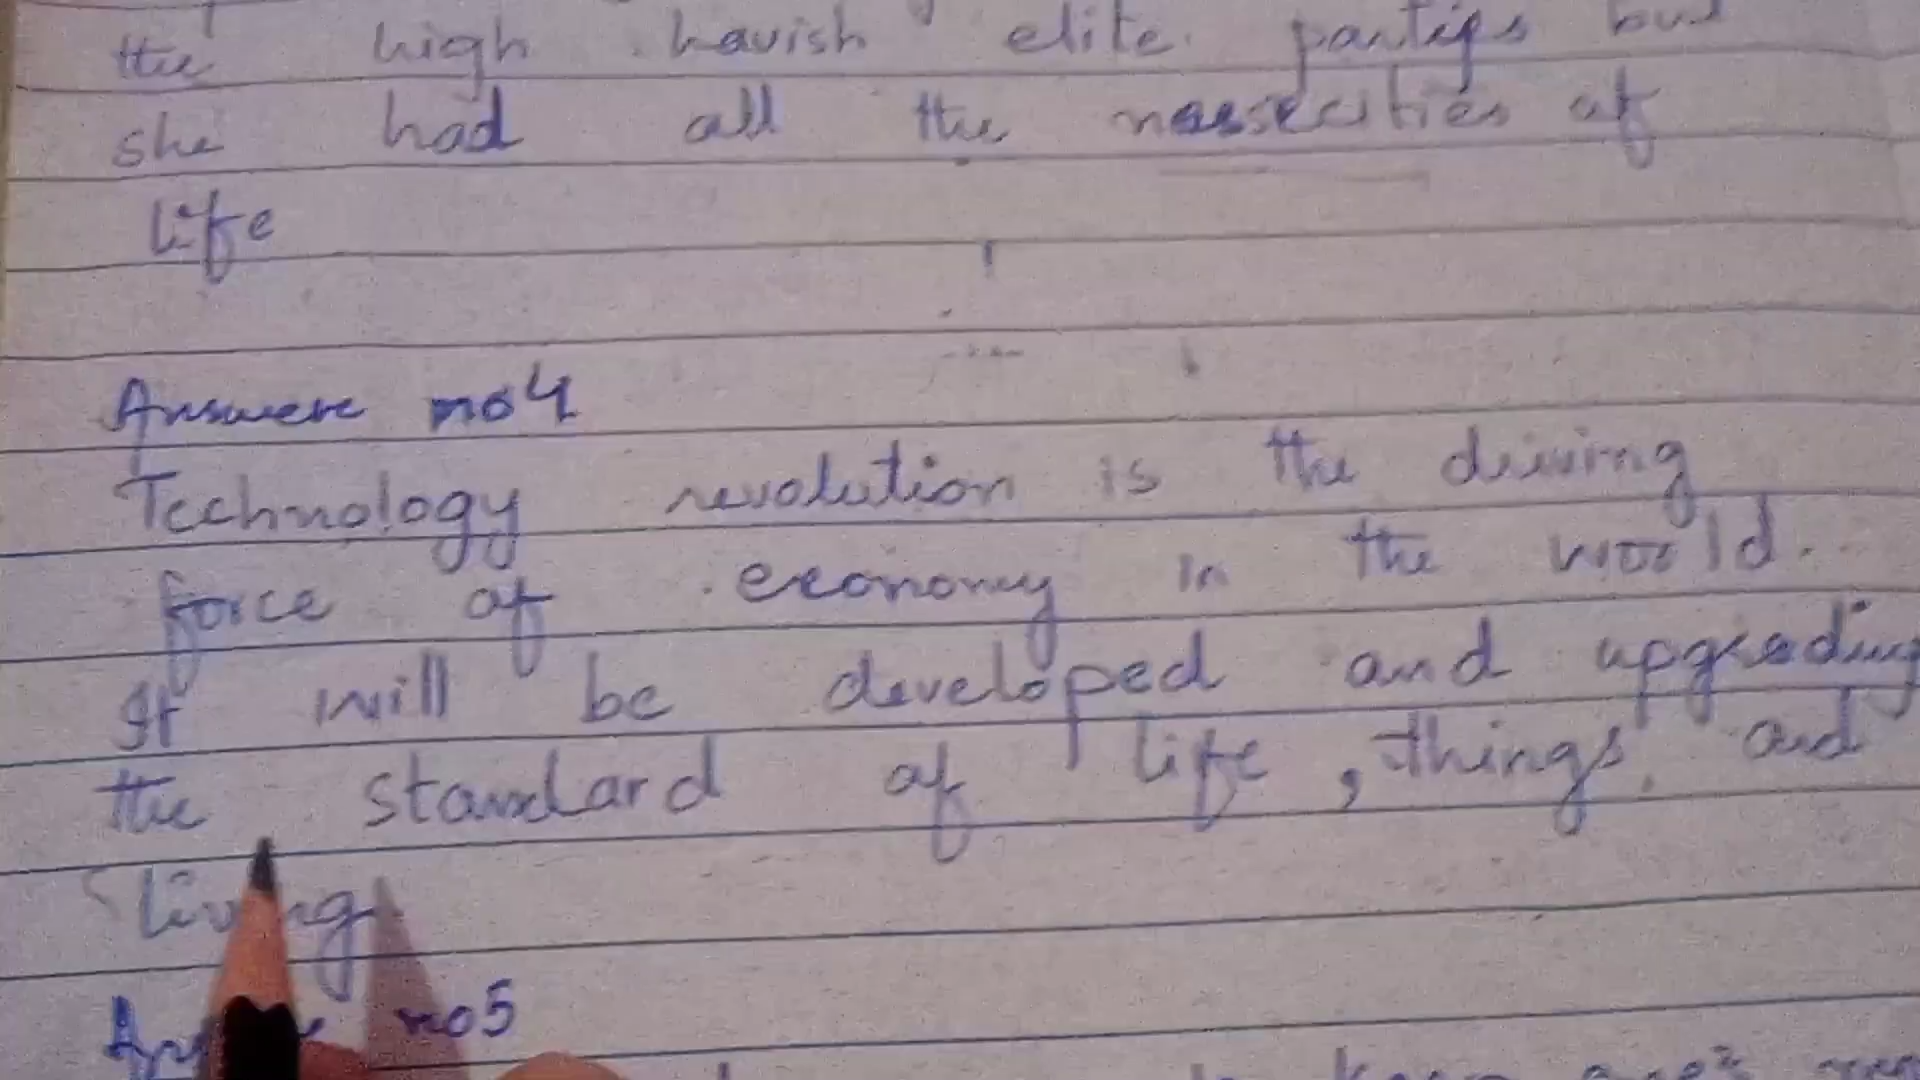 the high havish elite parties but
she had all the nessecities of
life
Answere no4
Technology revolution is the driving
force of economy in the world.
It will be developed and upgrading
the standard of life, things and
living
no5